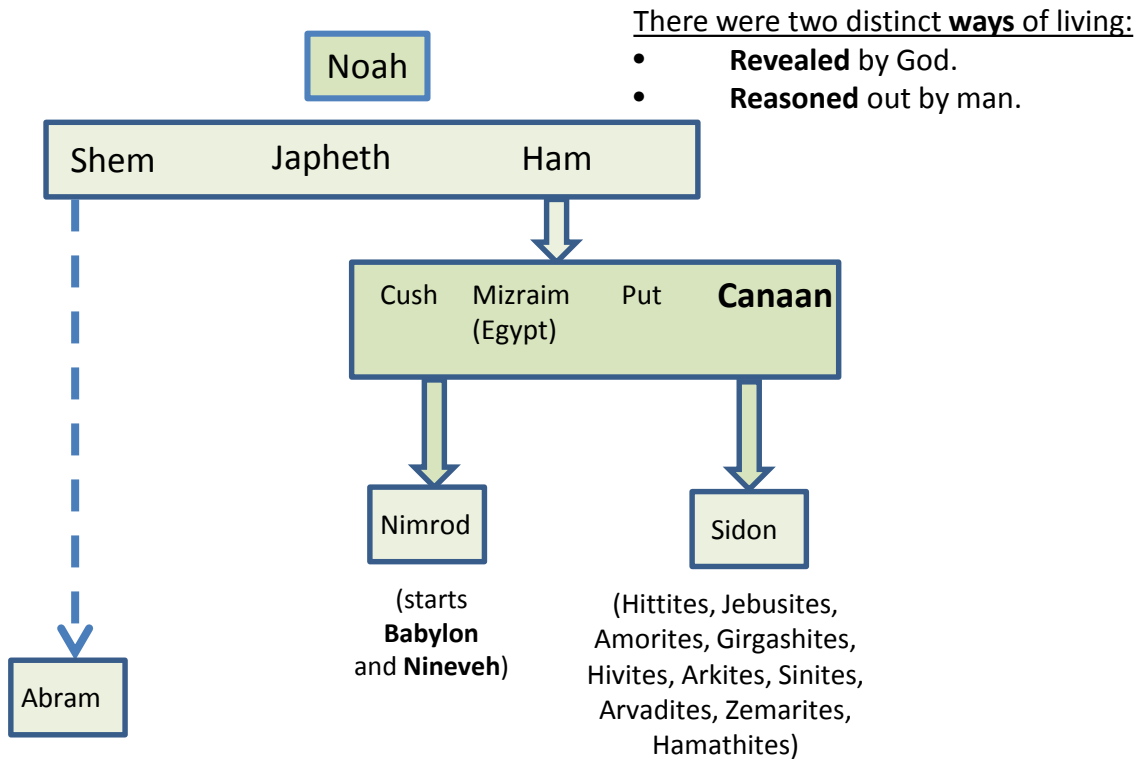 There were two distinct ways of living:
• Revealed by God.
• Reasoned out by man.
Noah
Shem Japheth Ham
Cush Mizraim Put Canaan
(Egypt)
Nimrod
Sidon
(starts
Babylon
and Nineveh)
(Hittites, Jebusites,
Amorites, Girgashites,
Hivites, Arkites, Sinites,
Arvadites, Zemarites,
Hamathites)
Abram